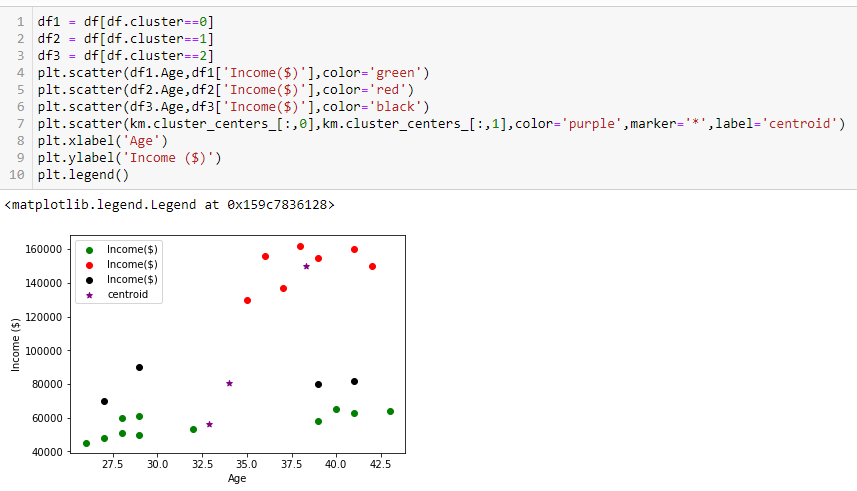 1 df1 = df[df.cluster==0]
2 df2 = df[df.cluster==1]
3 df3 = df[df.cluster==2]
4 plt.scatter(df1.Age,df1['Income($)'],color='green')
5 plt.scatter(df2.Age,df2['Income($)'],color='red')
6 plt.scatter(df3.Age,df3['Income($)'],color='black')
7 plt.scatter(km.cluster_centers_[:,0],km.cluster_centers_[:,1],color='purple',marker='*',label='centroid')
8 plt.xlabel('Age')
9 plt.ylabel('Income ($)')
10 plt.legend()
<matplotlib.legend.Legend at 0x159c7836128>
Income($)
Income($)
Income($)
centroid
160000
140000
120000
100000
80000
60000
40000
Income ($)
27.5 30.0 32.5 35.0 37.5 40.0 42.5
Age